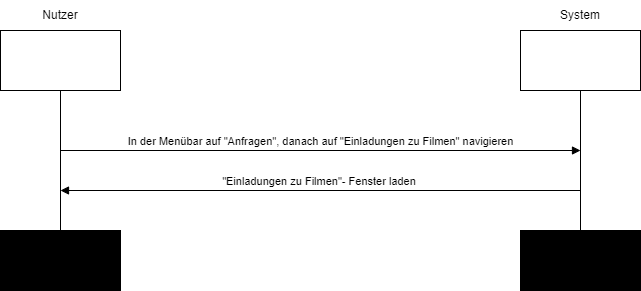 Nutzer
System
In der Menübar auf "Anfragen", danach auf "Einladungen zu Filmen" navigieren
"Einladungen zu Filmen"- Fenster laden